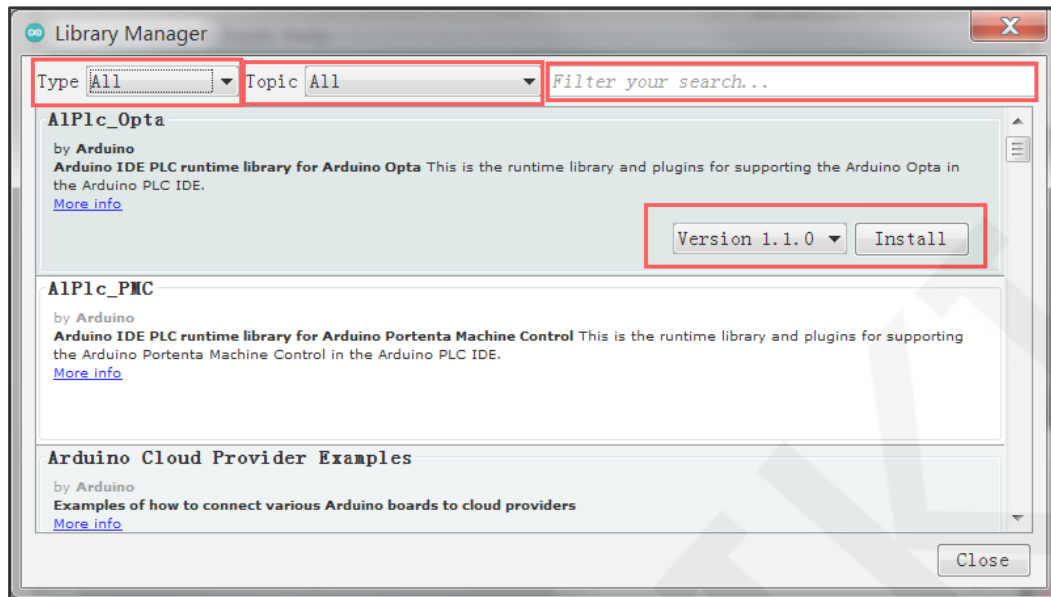 Library Manager
Type All Topic All Filter your search...
AlPlc_Opta
by Arduino
Arduino IDE PLC runtime library for Arduino Opta This is the runtime library and plugins for supporting the Arduino Opta in
the Arduino PLC IDE.
More info
Version 1.1.0 Install
AlPlc_PMC
by Arduino
Arduino IDE PLC runtime library for Arduino Portenta Machine Control This is the runtime library and plugins for supporting
the Arduino Portenta Machine Control in the Arduino PLC IDE.
More info
Arduino Cloud Provider Examples
by Arduino
Examples of how to connect various Arduino boards to cloud providers
More info
Close